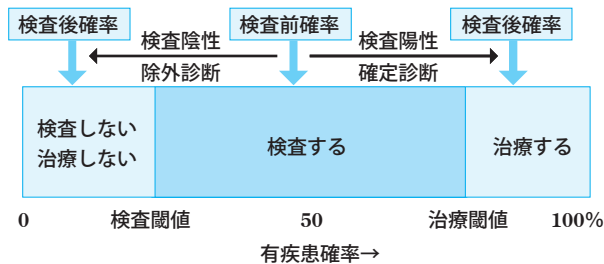 検査後確率
検査前確率
検査後確率
検査陰性
検査陽性
除外診断
確定診断
検査しない
治療しない
検査する
治療する
0
検査閾値
50
治療閾値
100%
有疾患確率→